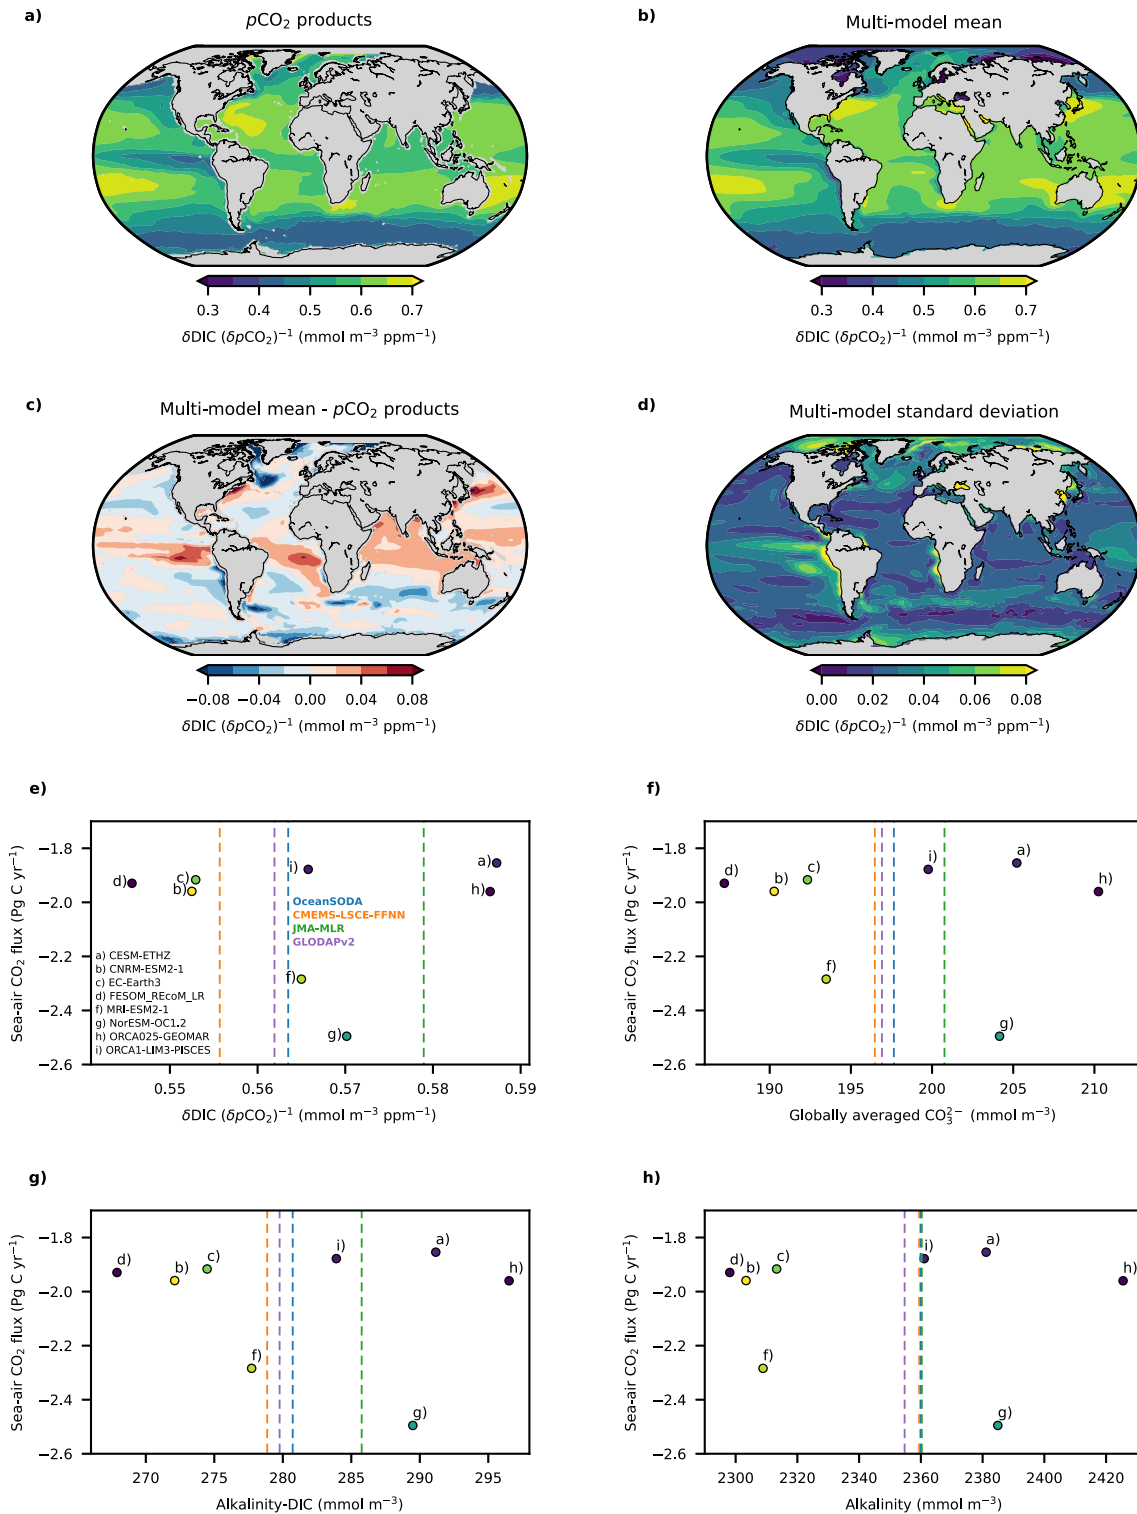 a)
pCO₂ products
b)
Multi-model mean
0.3 0.4 0.5 0.6 0.7
δDIC (δpCO₂)⁻¹ (mmol m⁻³ ppm⁻¹)
0.3 0.4 0.5 0.6 0.7
δDIC (δpCO₂)⁻¹ (mmol m⁻³ ppm⁻¹)
c)
Multi-model mean - pCO₂ products
d)
Multi-model standard deviation
−0.08 −0.04 0.00 0.04 0.08
δDIC (δpCO₂)⁻¹ (mmol m⁻³ ppm⁻¹)
0.00 0.02 0.04 0.06 0.08
δDIC (δpCO₂)⁻¹ (mmol m⁻³ ppm⁻¹)
e)
Sea-air CO₂ flux (Pg C yr⁻¹)
−1.8
−2.0
−2.2
−2.4
−2.6
a)
i)
c)
d)
b)
h)
f)
g)
OceanSODA
CMEMS-LSCE-FFNN
JMA-MLR
GLODAPv2
a) CESM-ETHZ
b) CNRM-ESM2-1
c) EC-Earth3
d) FESOM_REcoM_LR
f) MRI-ESM2-1
g) NorESM-OC1.2
h) ORCA025-GEOMAR
i) ORCA1-LIM3-PISCES
0.55 0.56 0.57 0.58 0.59
δDIC (δpCO₂)⁻¹ (mmol m⁻³ ppm⁻¹)
f)
Sea-air CO₂ flux (Pg C yr⁻¹)
−1.8
−2.0
−2.2
−2.4
−2.6
i)
a)
d)
b)
c)
h)
f)
g)
190 195 200 205 210
Globally averaged CO₃²⁻ (mmol m⁻³)
g)
Sea-air CO₂ flux (Pg C yr⁻¹)
−1.8
−2.0
−2.2
−2.4
−2.6
i)
a)
d)
b)
c)
h)
f)
g)
270 275 280 285 290 295
Alkalinity-DIC (mmol m⁻³)
h)
Sea-air CO₂ flux (Pg C yr⁻¹)
−1.8
−2.0
−2.2
−2.4
−2.6
i)
a)
d)
b)
c)
h)
f)
g)
2300 2320 2340 2360 2380 2400 2420
Alkalinity (mmol m⁻³)